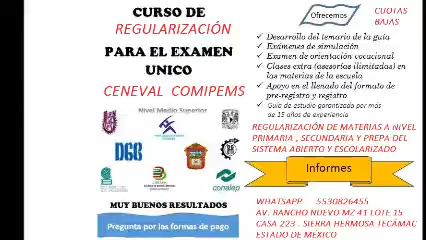 CURSO DE
REGULARIZACIÓN
PARA EL EXAMEN
UNICO
CENEVAL COMIPEMS
Nivel Medio Superior
DGB
conalep
MUY BUENOS RESULTADOS
Pregunta por las formas de pago
Ofrecemos
CUOTAS
BAJAS
✓ Desarrollo del temario de la guía
✓ Exámenes de simulación
✓ Examen de orientación vocacional
✓ Clases extra (asesorías ilimitadas) en
las materias de la escuela
✓ Apoyo en el llenado del formato de
pre-registro y registro
✓ Guía de estudio garantizada por más
de 15 años de experiencia
REGULARIZACIÓN DE MATERIAS A NIVEL
PRIMARIA , SECUNDARIA Y PREPA DEL
SISTEMA ABIERTO Y ESCOLARIZADO
Informes
WHATSAPP 5530826455
AV. RANCHO NUEVO MZ 41 LOTE 15
CASA 223 . SIERRA HERMOSA TECÁMAC
ESTADO DE MÉXICO